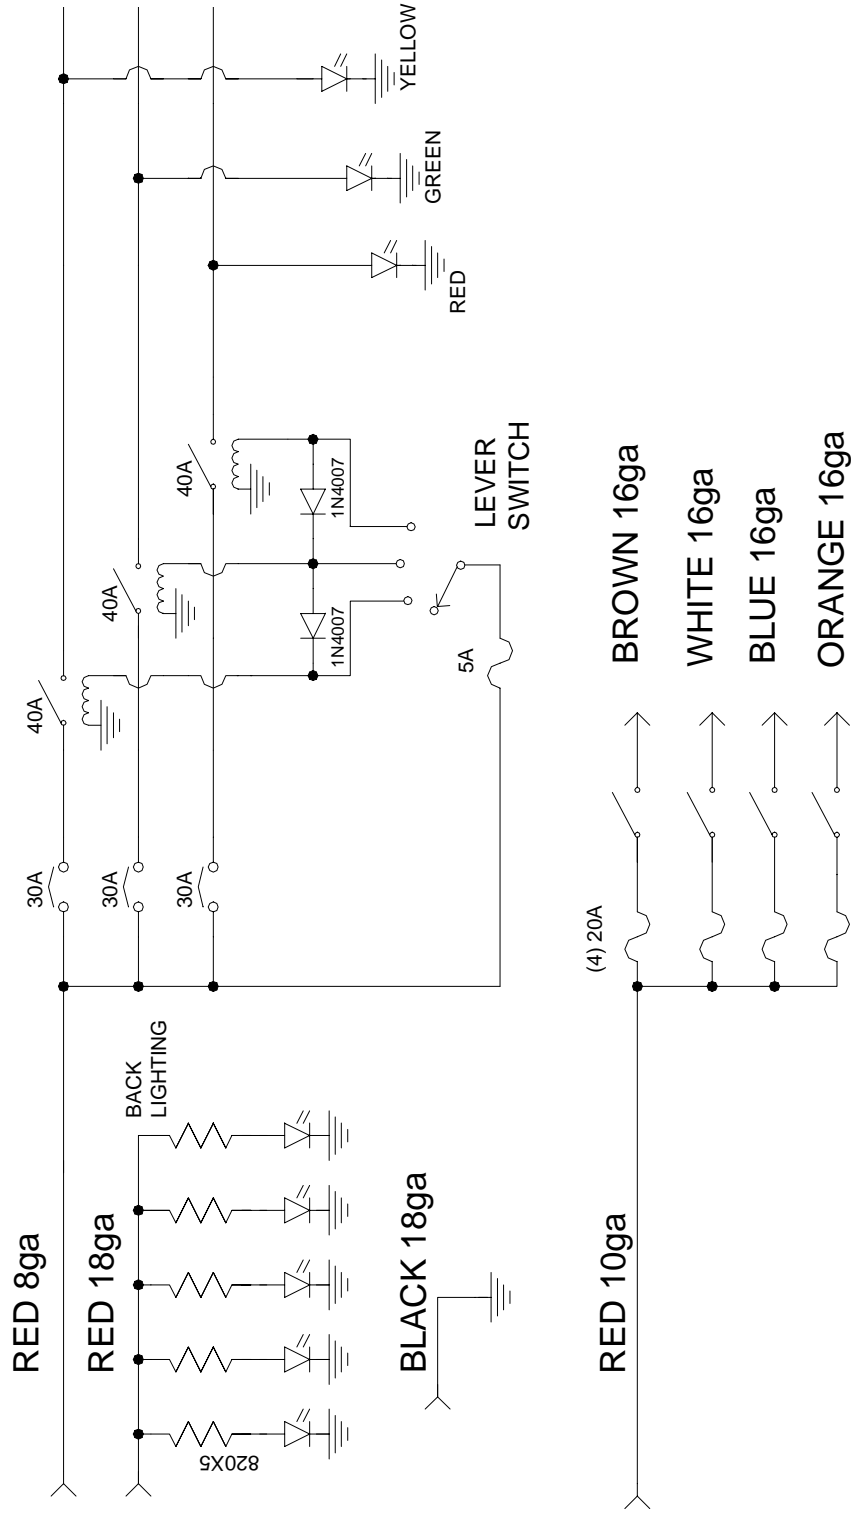 RED 8ga
RED 18ga
BACK
LIGHTING
820X5
BLACK 18ga
30A
30A
30A
40A
40A
40A
1N4007
1N4007
5A
LEVER
SWITCH
RED
GREEN
YELLOW
RED 10ga
(4) 20A
BROWN 16ga
WHITE 16ga
BLUE 16ga
ORANGE 16ga